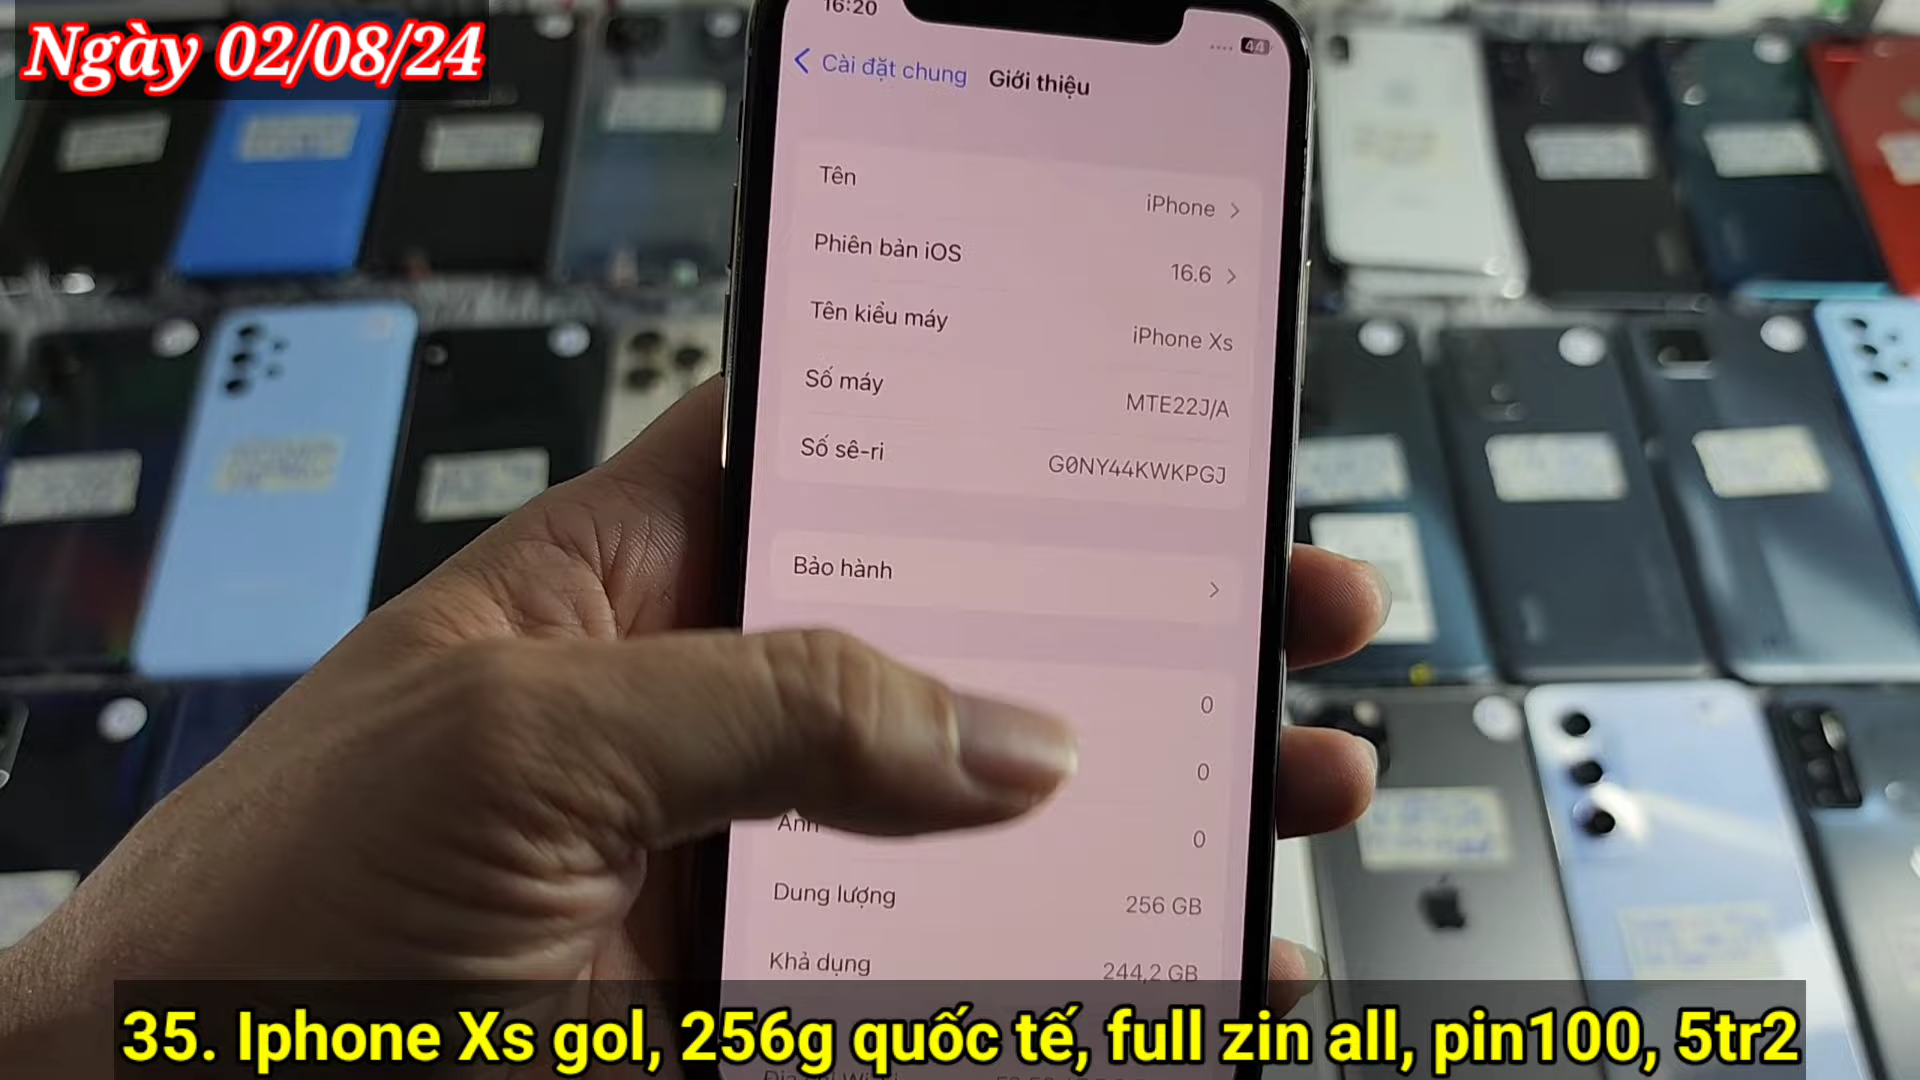 Ngày 02/08/24
16:20
44
Cài đặt chung Giới thiệu
Tên iPhone
Phiên bản iOS 16.6
Tên kiểu máy iPhone Xs
Số máy MTE22J/A
Số sê-ri G0NY44KWKPGJ
Bảo hành
0
0
Ảnh 0
Dung lượng 256 GB
Khả dụng 244,2 GB
35. Iphone Xs gol, 256g quốc tế, full zin all, pin100, 5tr2